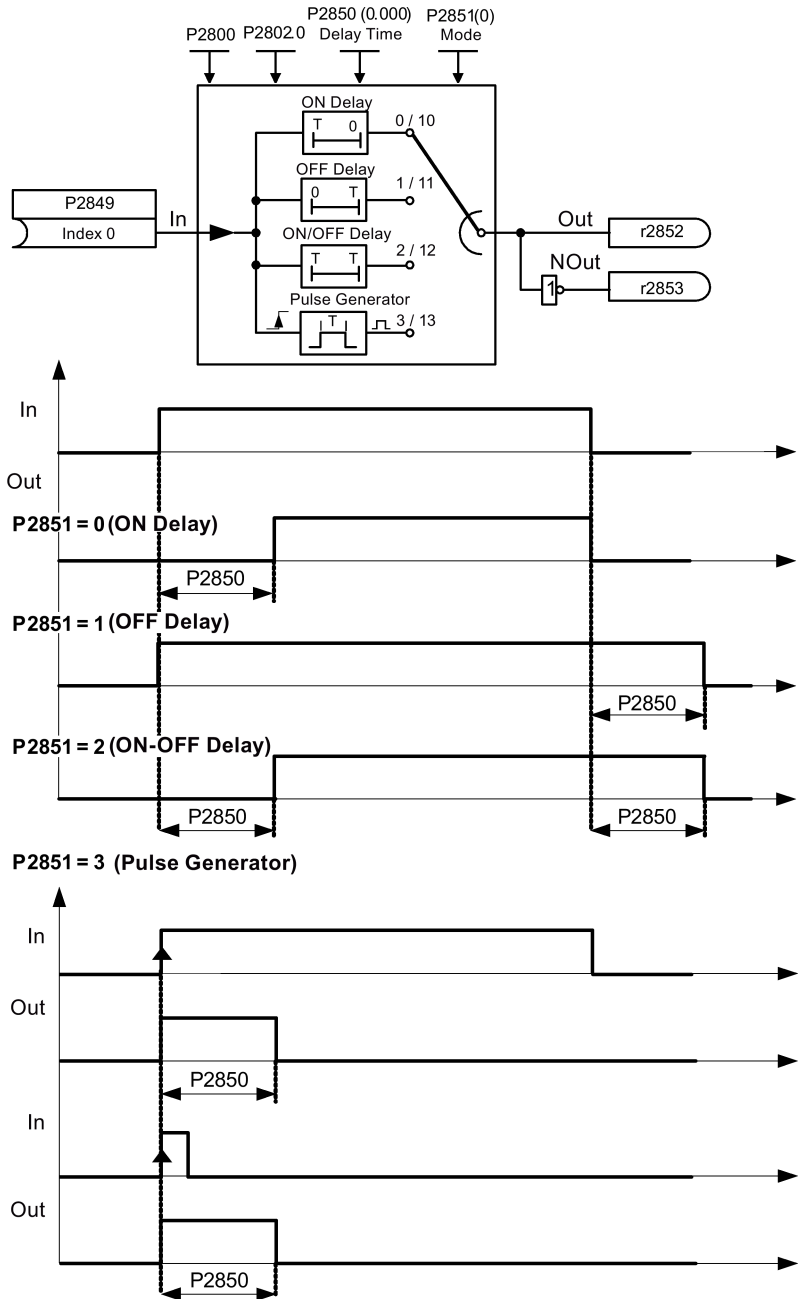 P2800 P2802.0 P2850 (0.000) P2851(0)
Delay Time Mode
ON Delay
T 0 0 / 10
OFF Delay
0 T 1 / 11
P2849
Index 0
In
ON/OFF Delay
T T 2 / 12
Out
r2852
NOut
Pulse Generator
T 3 / 13
1
r2853
In
Out
P2851 = 0 (ON Delay)
P2850
P2851 = 1 (OFF Delay)
P2850
P2851 = 2 (ON-OFF Delay)
P2850 P2850
P2851 = 3 (Pulse Generator)
In
Out
P2850
In
Out
P2850